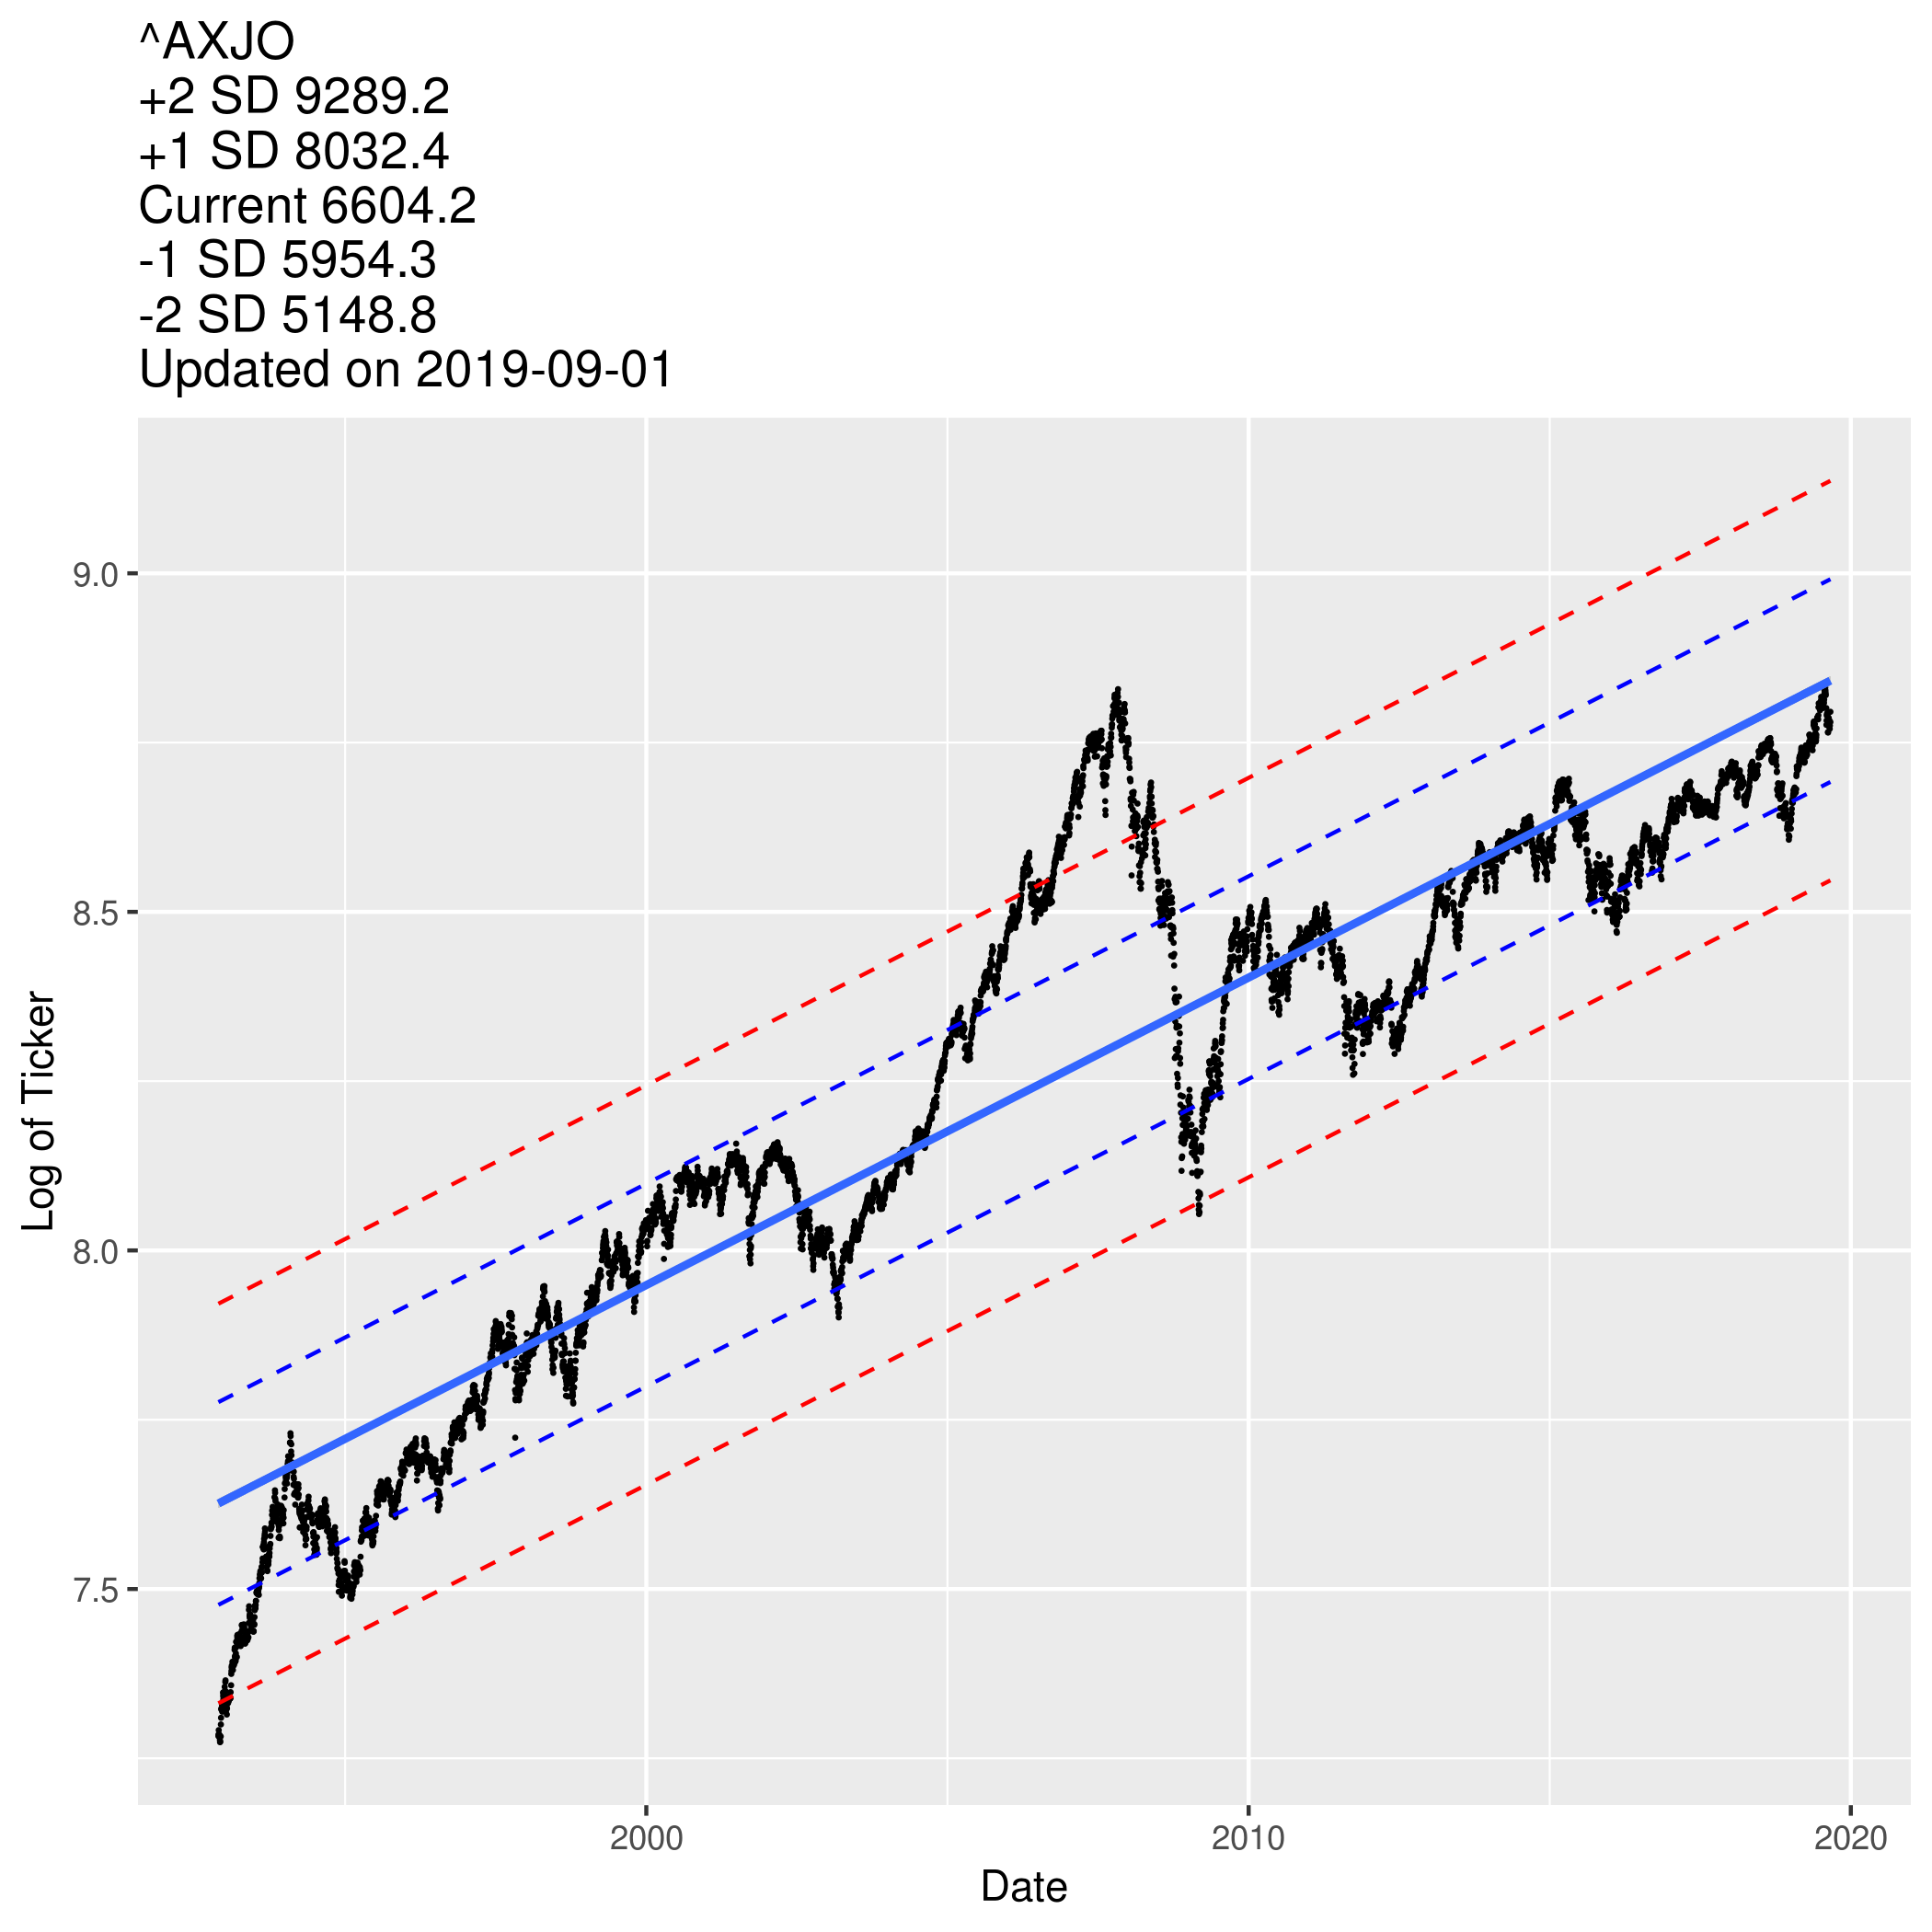 ^AXJO
+2 SD 9289.2
+1 SD 8032.4
Current 6604.2
-1 SD 5954.3
-2 SD 5148.8
Updated on 2019-09-01
9.0
8.5
8.0
7.5
Log of Ticker
2000 2010 2020
Date